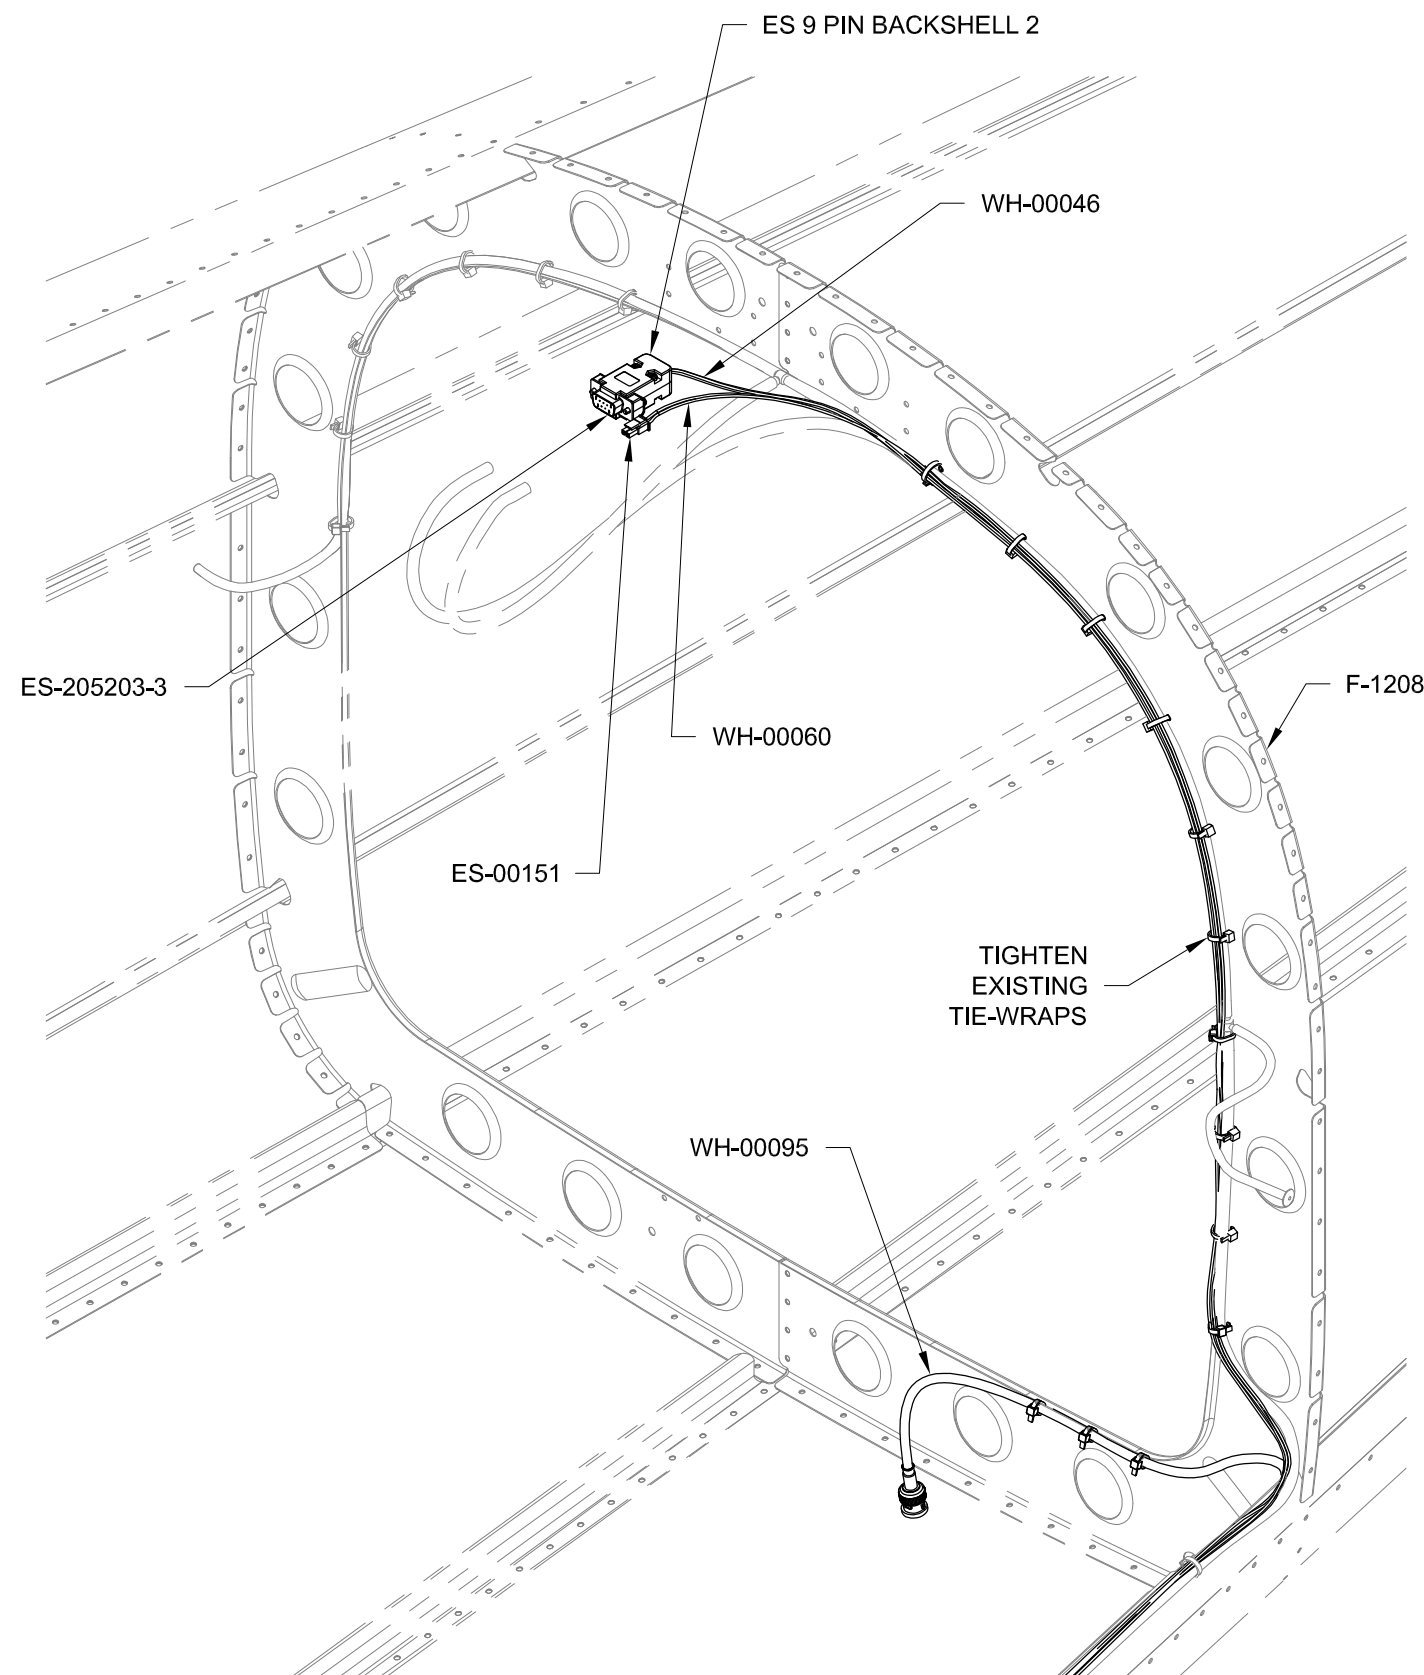 ES 9 PIN BACKSHELL 2
WH-00046
ES-205203-3
F-1208
WH-00060
ES-00151
TIGHTEN
EXISTING
TIE-WRAPS
WH-00095